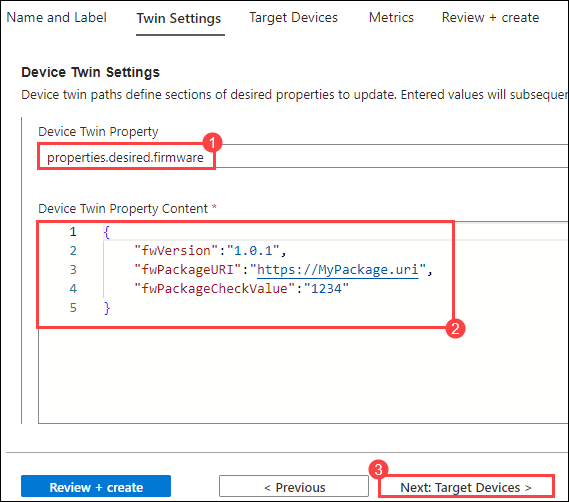 Name and Label Twin Settings Target Devices Metrics Review + create
Device Twin Settings
Device twin paths define sections of desired properties to update. Entered values will subsequen
Device Twin Property
1
properties.desired.firmware
Device Twin Property Content *
1 {
2 "fwVersion":"1.0.1",
3 "fwPackageURI":"https://MyPackage.uri",
4 "fwPackageCheckValue":"1234"
5 }
2
3
Review + create < Previous Next: Target Devices >